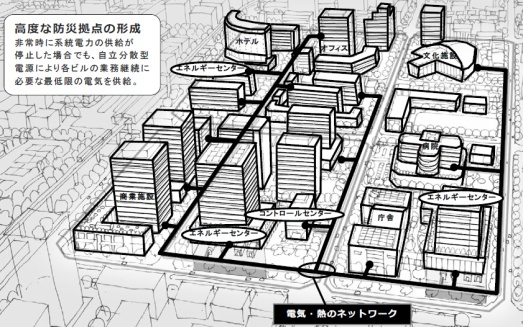 高度な防災拠点の形成
非常時に系統電力の供給が
停止した場合でも、自立分散型
電源により各ビルの業務継続に
必要な最低限の電気を供給。
ホテル
オフィス
文化施設
エネルギーセンター
病院
商業施設
エネルギーセンター
コントロールセンター
庁舎
エネルギーセンター
電気・熱のネットワーク